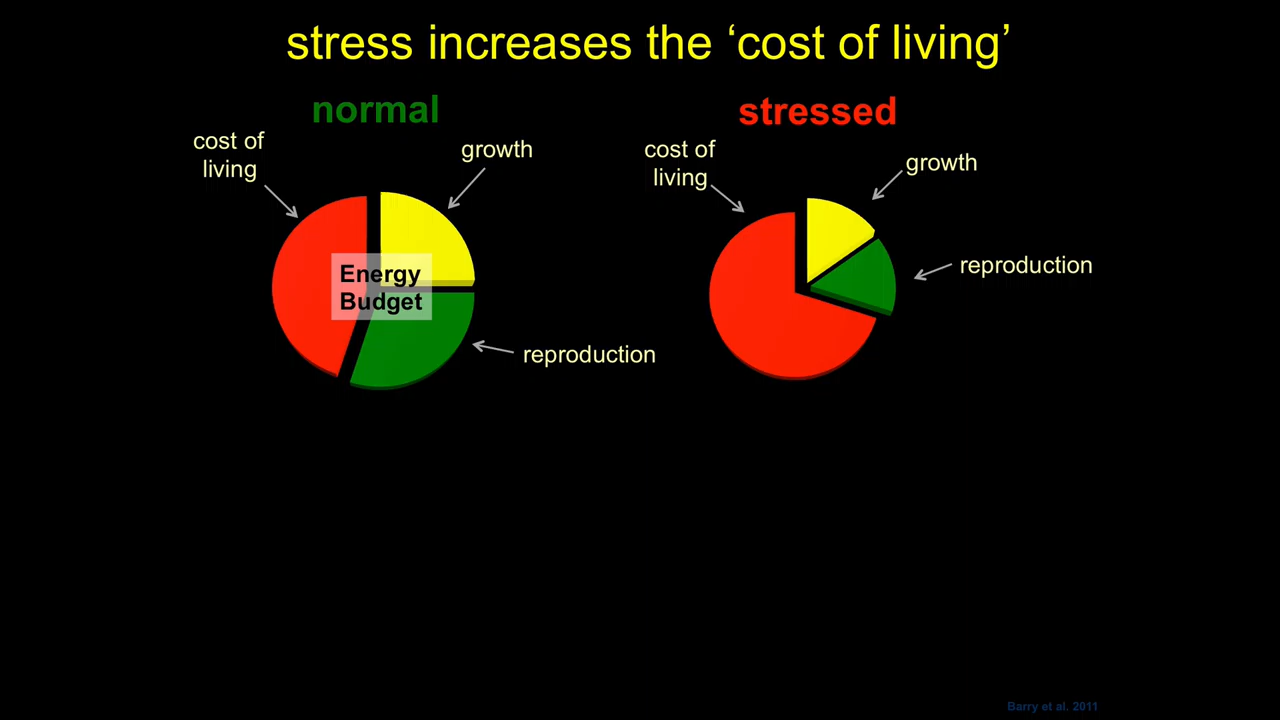 stress increases the ‘cost of living’
normal
stressed
cost of
living
growth
Energy
Budget
reproduction
cost of
living
growth
reproduction
Barry et al. 2011